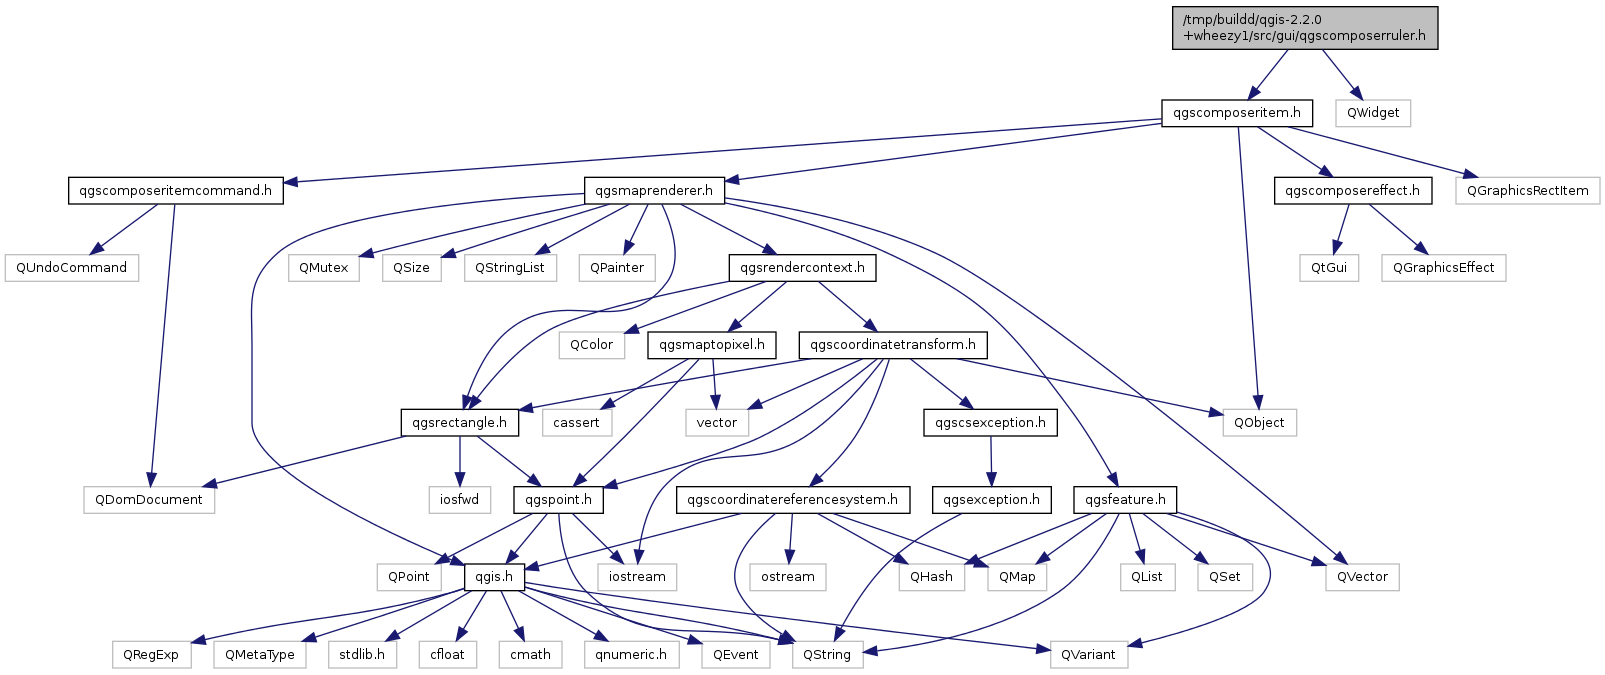 /tmp/buildd/qgis-2.2.0
+wheezy1/src/gui/qgscomposerruler.h
qgscomposeritem.h
QWidget
qgscomposeritemcommand.h
qgsmaprenderer.h
qgscomposereffect.h
QGraphicsRectItem
QUndoCommand
QMutex
QSize
QStringList
QPainter
qgsrendercontext.h
QtGui
QGraphicsEffect
QColor
qgsmaptopixel.h
qgscoordinatetransform.h
qgsrectangle.h
cassert
vector
qgscsexception.h
QObject
QDomDocument
iosfwd
qgspoint.h
qgscoordinatereferencesystem.h
qgsexception.h
qgsfeature.h
QPoint
qgis.h
iostream
ostream
QHash
QMap
QList
QSet
QVector
QRegExp
QMetaType
stdlib.h
cfloat
cmath
qnumeric.h
QEvent
QString
QVariant